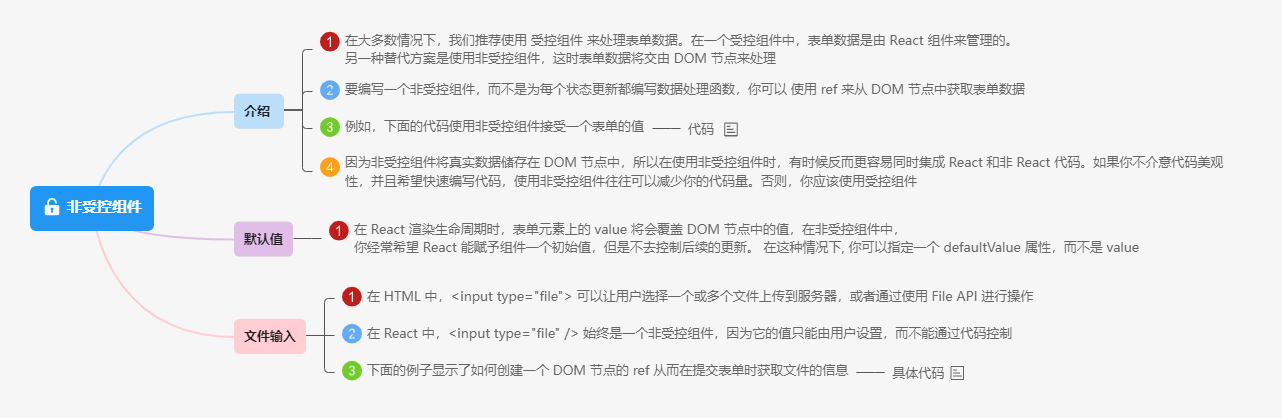 非受控组件
介绍
1 在大多数情况下，我们推荐使用 受控组件 来处理表单数据。在一个受控组件中，表单数据是由 React 组件来管理的。
另一种替代方案是使用非受控组件，这时表单数据将交由 DOM 节点来处理
2 要编写一个非受控组件，而不是为每个状态更新都编写数据处理函数，你可以 使用 ref 来从 DOM 节点中获取表单数据
3 例如，下面的代码使用非受控组件接受一个表单的值 —— 代码
4 因为非受控组件将真实数据储存在 DOM 节点中，所以在使用非受控组件时，有时候反而更容易同时集成 React 和非 React 代码。如果你不介意代码美观
性，并且希望快速编写代码，使用非受控组件往往可以减少你的代码量。否则，你应该使用受控组件
默认值
1 在 React 渲染生命周期时，表单元素上的 value 将会覆盖 DOM 节点中的值，在非受控组件中，
你经常希望 React 能赋予组件一个初始值，但是不去控制后续的更新。 在这种情况下, 你可以指定一个 defaultValue 属性，而不是 value
文件输入
1 在 HTML 中，<input type="file"> 可以让用户选择一个或多个文件上传到服务器，或者通过使用 File API 进行操作
2 在 React 中，<input type="file" /> 始终是一个非受控组件，因为它的值只能由用户设置，而不能通过代码控制
3 下面的例子显示了如何创建一个 DOM 节点的 ref 从而在提交表单时获取文件的信息 —— 具体代码